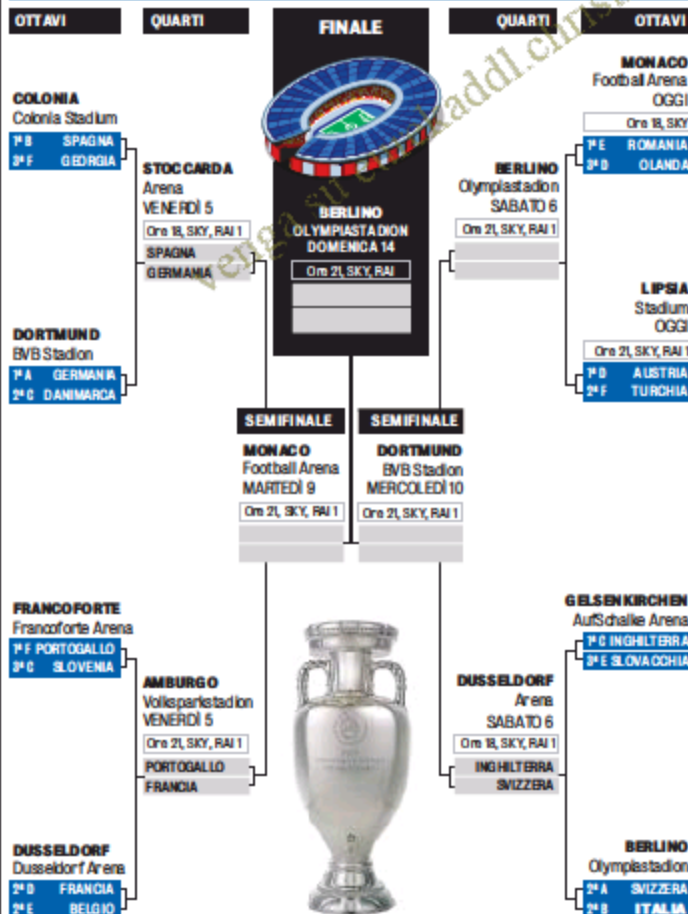 OTTAVI
QUARTI
FINALE
QUARTI
OTTAVI
COLONIA
Colonia Stadium
1ª B SPAGNA
3ª F GEORGIA
STOCCARDA
Arena
VENERDÌ 5
Ore 18, SKY, RAI 1
SPAGNA
GERMANIA
DORTMUND
BVB Stadion
1ª A GERMANIA
2ª C DANIMARCA
BERLINO
OLYMPIASTADION
DOMENICA 14
Ore 21, SKY, RAI
BERLINO
Olympiastadion
SABATO 6
Ore 21, SKY, RAI 1
MONACO
Football Arena
OGGI
Ore 18, SKY
1ª E ROMANIA
3ª D OLANDA
LIPSIA
Stadium
OGGI
Ore 21, SKY, RAI 1
1ª D AUSTRIA
2ª F TURCHIA
SEMIFINALE
MONACO
Football Arena
MARTEDÌ 9
Ore 21, SKY, RAI 1
SEMIFINALE
DORTMUND
BVB Stadion
MERCOLEDÌ 10
Ore 21, SKY, RAI 1
FRANCOFORTE
Francoforte Arena
1ª F PORTOGALLO
3ª C SLOVENIA
AMBURGO
Volksparkstadion
VENERDÌ 5
Ore 21, SKY, RAI 1
PORTOGALLO
FRANCIA
DUSSELDORF
Dusseldorf Arena
2ª D FRANCIA
2ª E BELGIO
GELSENKIRCHEN
AufSchalke Arena
1ª C INGHILTERRA
3ª E SLOVACCHIA
DUSSELDORF
Arena
SABATO 6
Ore 18, SKY, RAI 1
INGHILTERRA
SVIZZERA
BERLINO
Olympiastadion
2ª A SVIZZERA
2ª B ITALIA
venga su